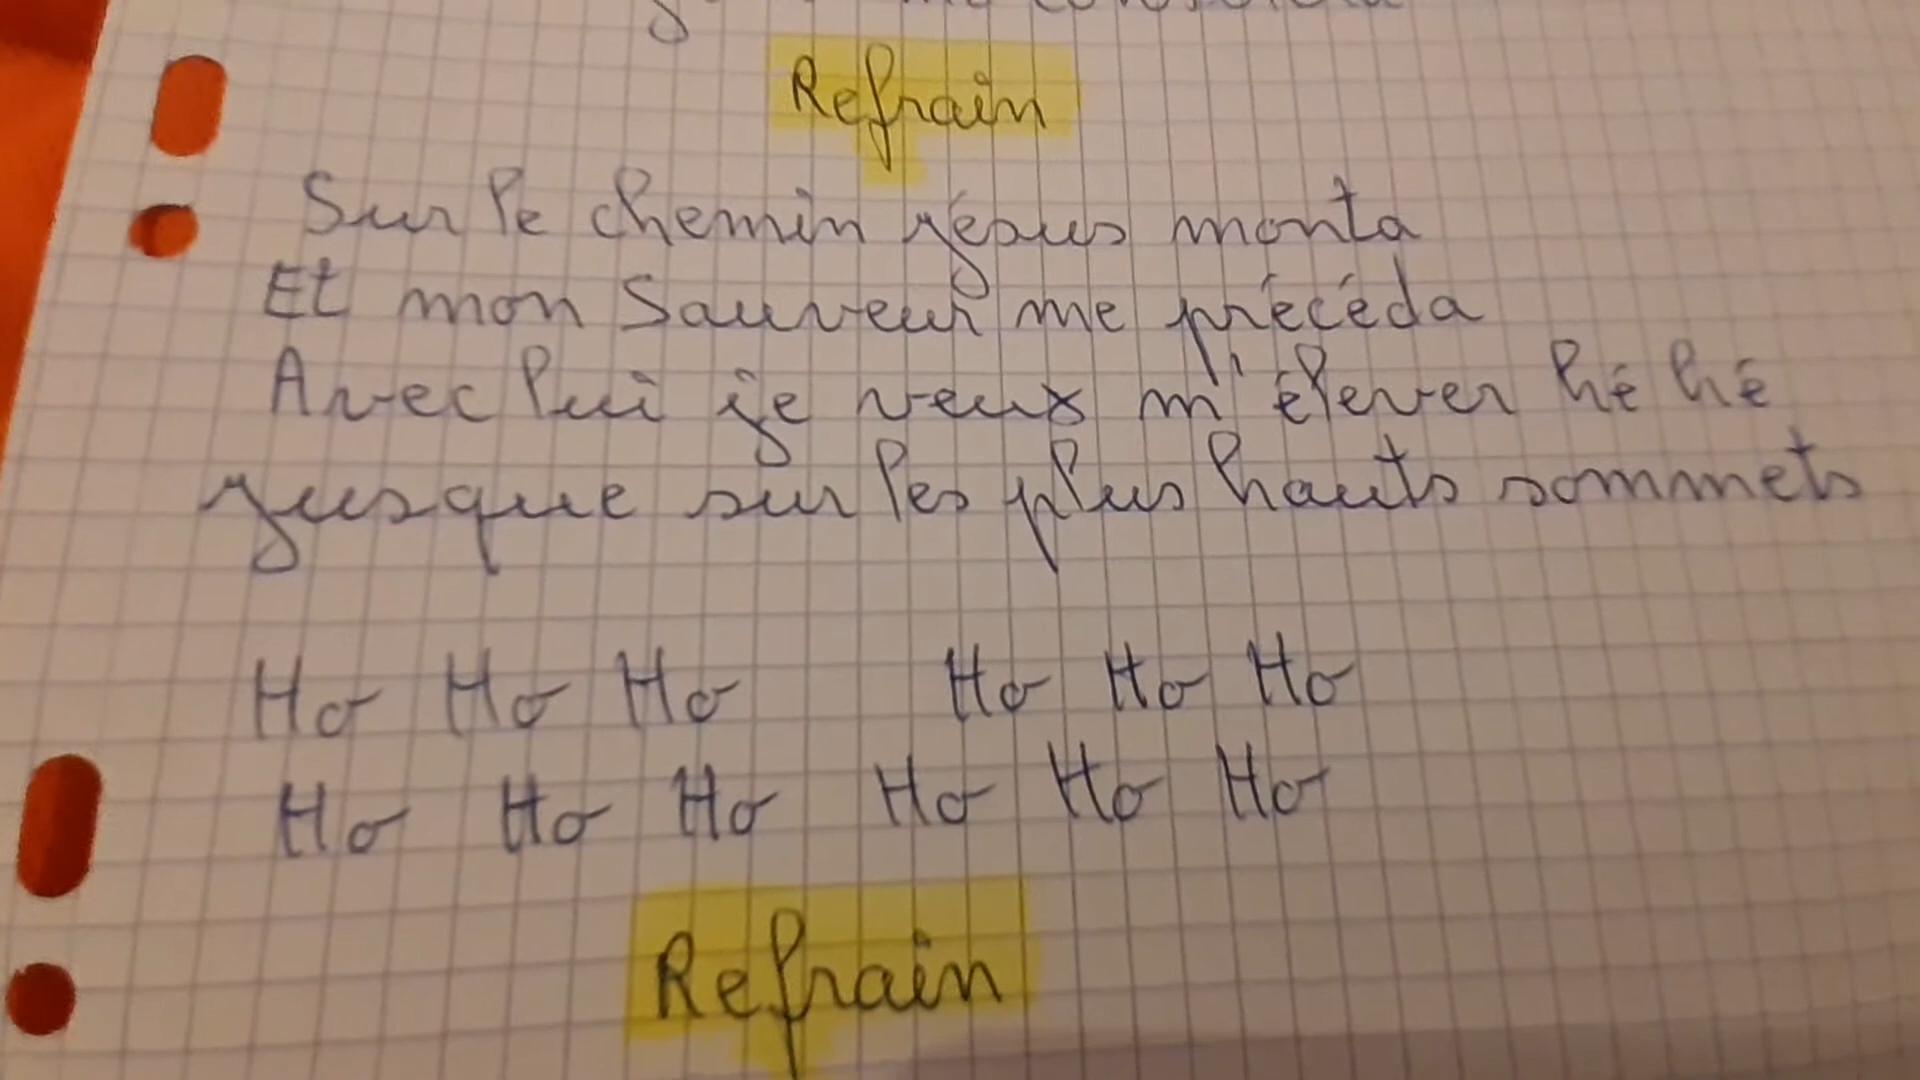 Refrain
Sur le chemin Jésus monta
Et mon Sauveur me précéda
Avec lui je veux m'élever hé hé
Jusque sur les plus hauts sommets
Ho Ho Ho Ho Ho Ho
Ho Ho Ho Ho Ho Ho
Refrain